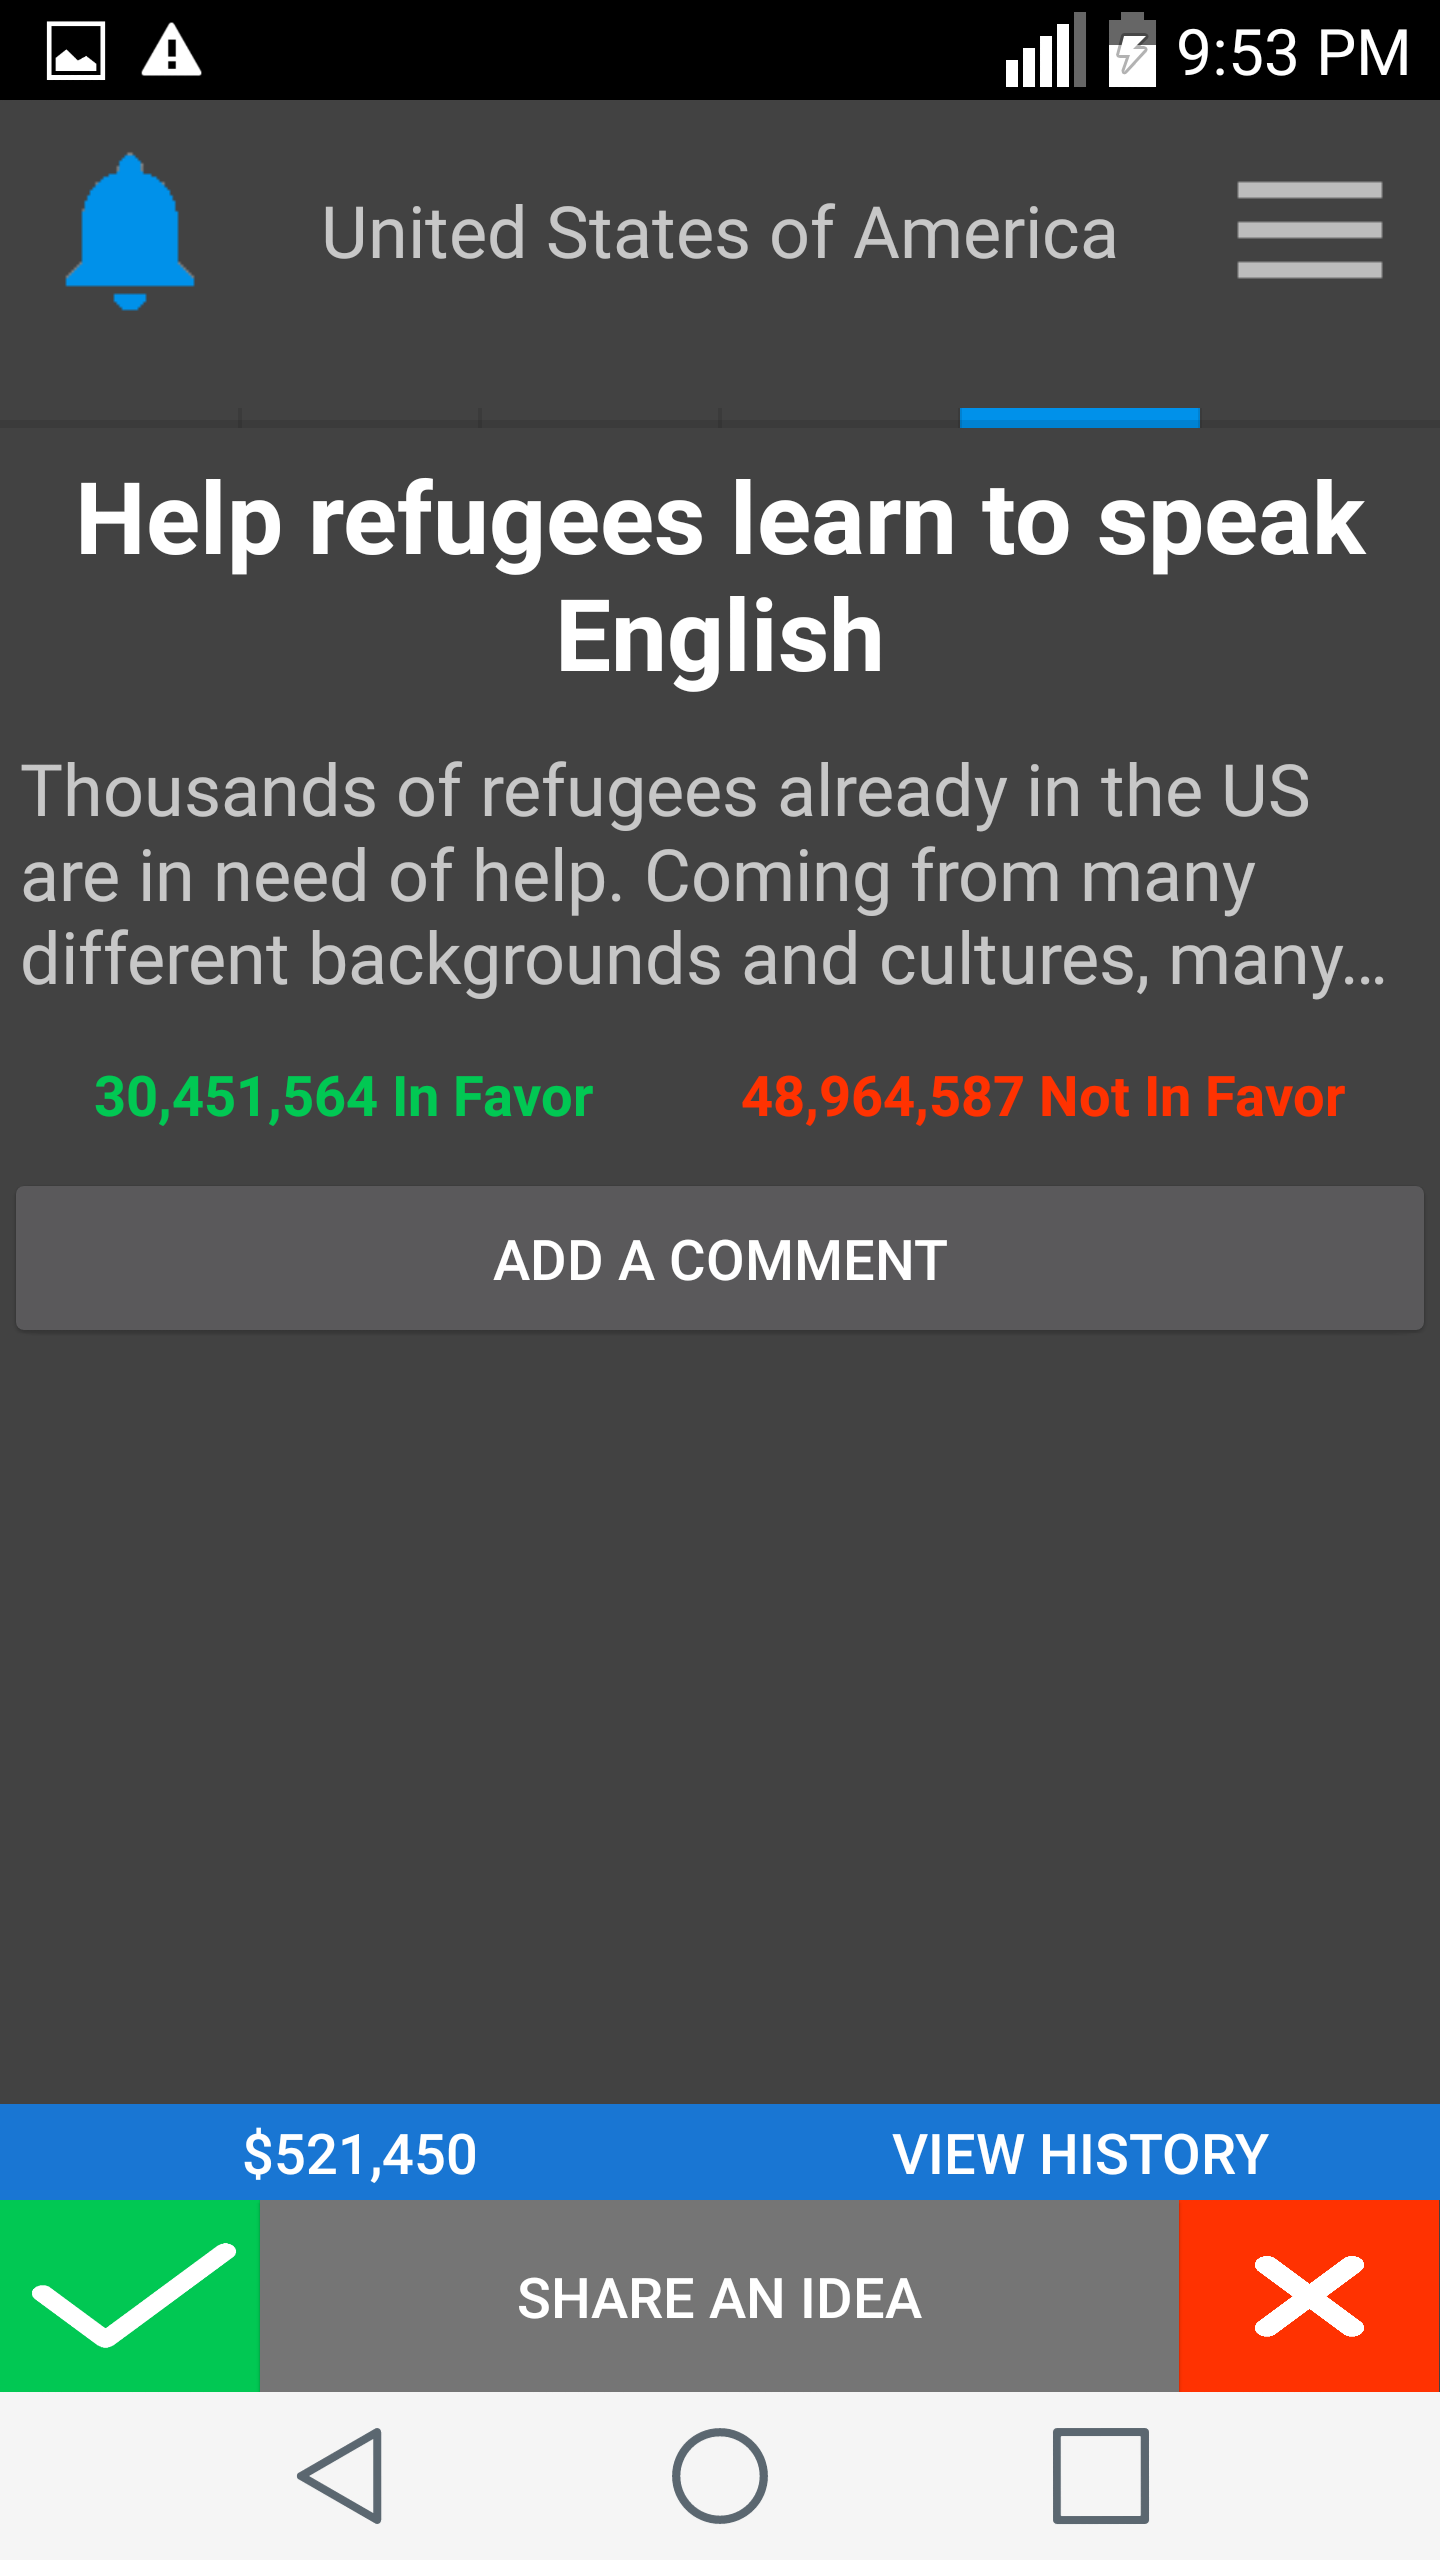 9:53 PM
United States of America
Help refugees learn to speak
English
Thousands of refugees already in the US
are in need of help. Coming from many
different backgrounds and cultures, many...
30,451,564 In Favor
48,964,587 Not In Favor
ADD A COMMENT
$521,450
VIEW HISTORY
SHARE AN IDEA